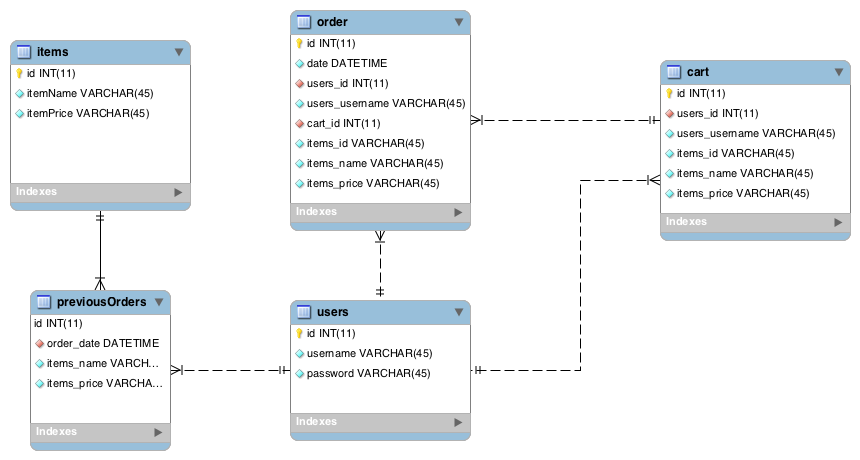 items
id INT(11)
itemName VARCHAR(45)
itemPrice VARCHAR(45)
Indexes
order
id INT(11)
date DATETIME
users_id INT(11)
users_username VARCHAR(45)
cart_id INT(11)
items_id VARCHAR(45)
items_name VARCHAR(45)
items_price VARCHAR(45)
Indexes
cart
id INT(11)
users_id INT(11)
users_username VARCHAR(45)
items_id VARCHAR(45)
items_name VARCHAR(45)
items_price VARCHAR(45)
Indexes
previousOrders
id INT(11)
order_date DATETIME
items_name VARCH...
items_price VARCHA...
Indexes
users
id INT(11)
username VARCHAR(45)
password VARCHAR(45)
Indexes